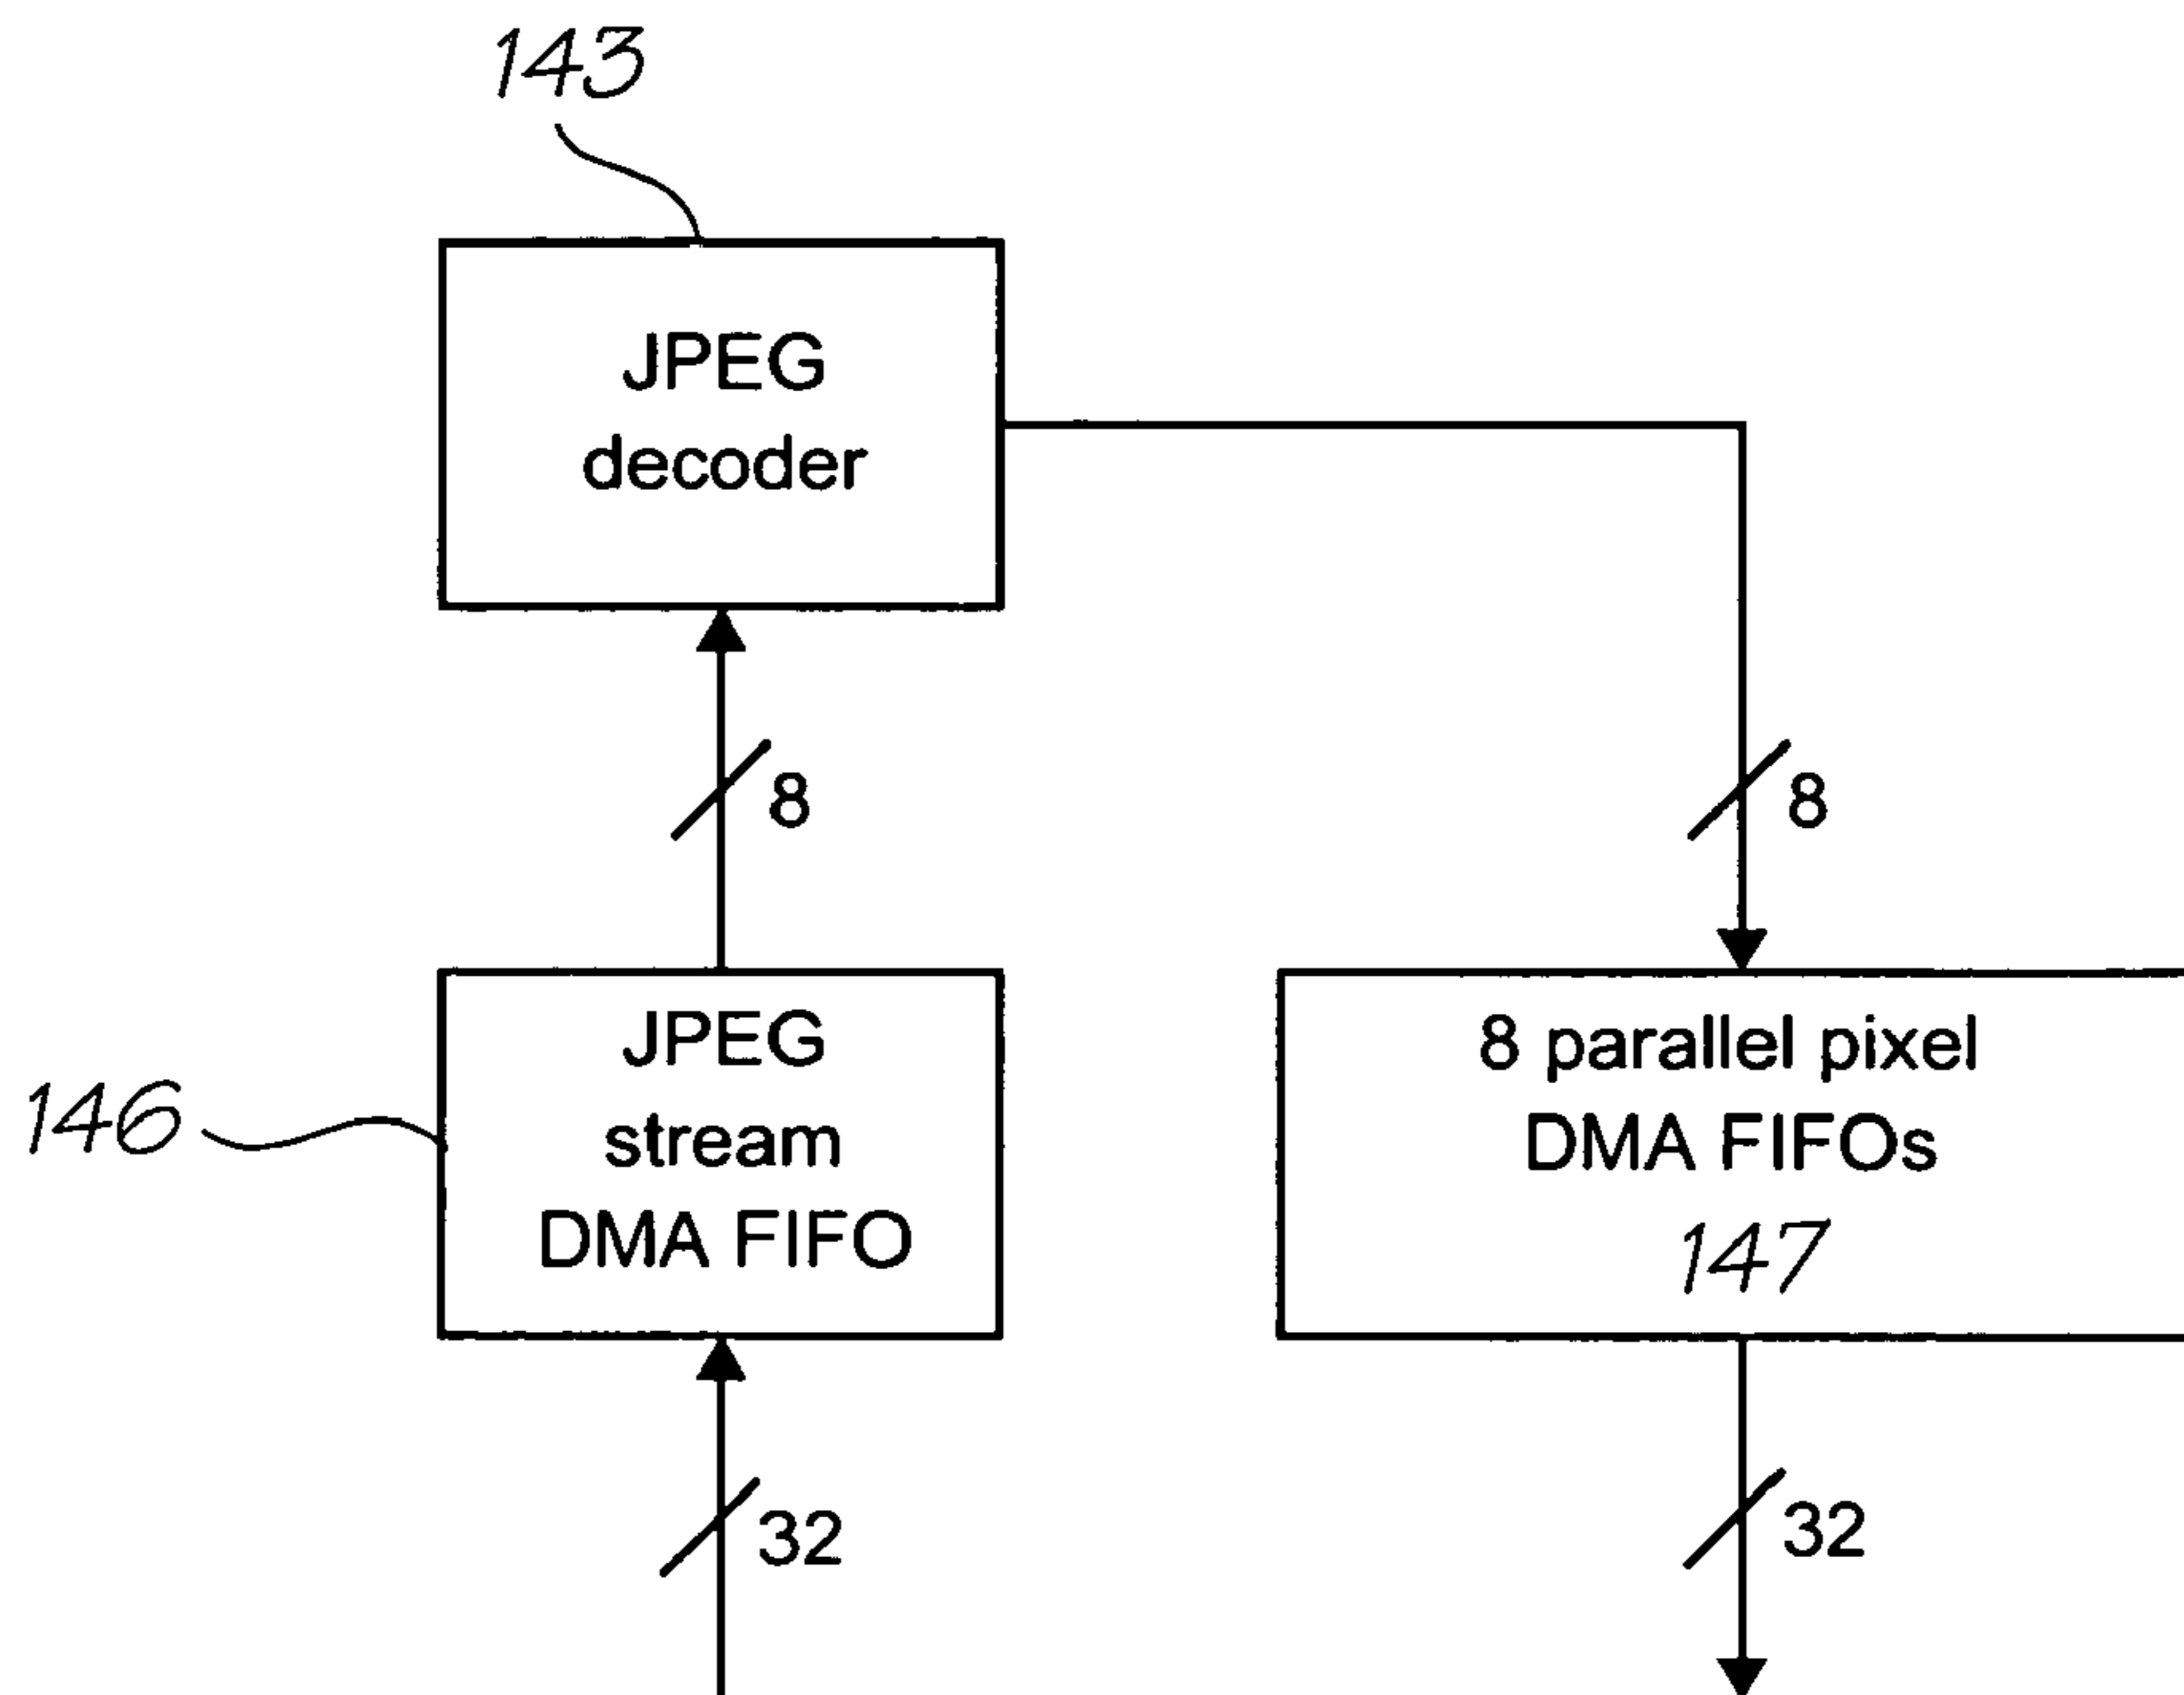 143
JPEG
decoder
8
8
JPEG
stream
DMA FIFO
146
8 parallel pixel
DMA FIFOs
147
32
32